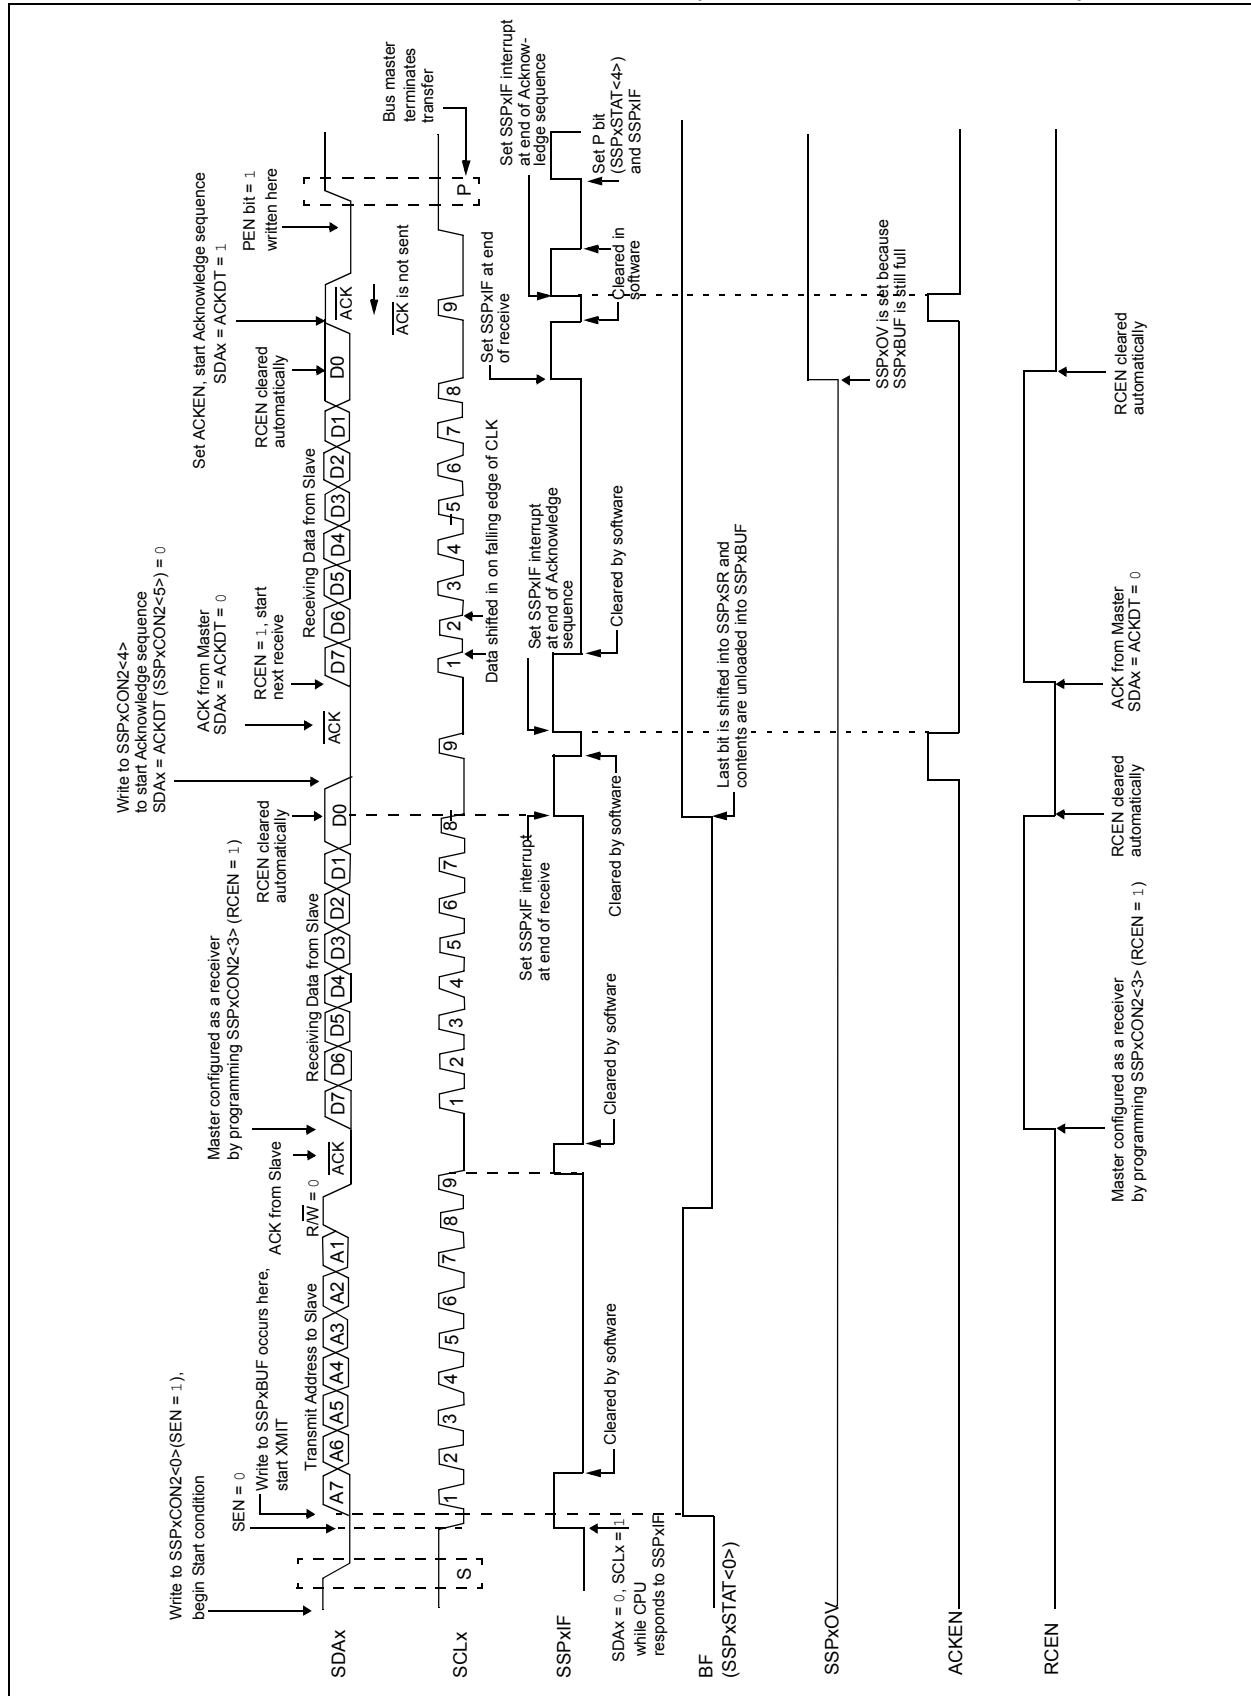 Write to SSPxCON2<0>(SEN = 1),
begin Start condition
SEN = 0
Write to SSPxBUF occurs here,
start XMIT
ACK from Slave
Master configured as a receiver
by programming SSPxCON2<3> (RCEN = 1)
RCEN cleared
automatically
Write to SSPxCON2<4>
to start Acknowledge sequence
SDAx = ACKDT (SSPxCON2<5>) = 0
ACK from Master
SDAx = ACKDT = 0
RCEN = 1, start
next receive
RCEN cleared
automatically
Set ACKEN, start Acknowledge sequence
SDAx = ACKDT = 1
PEN bit = 1
written here
Transmit Address to Slave
R/W = 0
Receiving Data from Slave
Receiving Data from Slave
SDAx
A7 A6 A5 A4 A3 A2 A1 ACK D7 D6 D5 D4 D3 D2 D1 D0 ACK D7 D6 D5 D4 D3 D2 D1 D0 ACK
ACK is not sent
Bus master
terminates
transfer
SCLx
S 1 2 3 4 5 6 7 8 9 1 2 3 4 5 6 7 8 9 1 2 3 4 5 6 7 8 9 P
Data shifted in on falling edge of CLK
Set SSPxIF interrupt
at end of receive
Set SSPxIF interrupt
at end of Acknowledge
sequence
Set SSPxIF at end
of receive
Set SSPxIF interrupt
at end of Acknow-
ledge sequence
SSPxIF
SDAx = 0, SCLx = 1
while CPU
responds to SSPxIF
Cleared by software
Cleared by software
Cleared by software
Cleared by software
Cleared in
software
Set P bit
(SSPxSTAT<4>)
and SSPxIF
BF
(SSPxSTAT<0>)
Last bit is shifted into SSPxSR and
contents are unloaded into SSPxBUF
SSPxOV
SSPxOV is set because
SSPxBUF is still full
ACKEN
RCEN
Master configured as a receiver
by programming SSPxCON2<3> (RCEN = 1)
RCEN cleared
automatically
ACK from Master
SDAx = ACKDT = 0
RCEN cleared
automatically